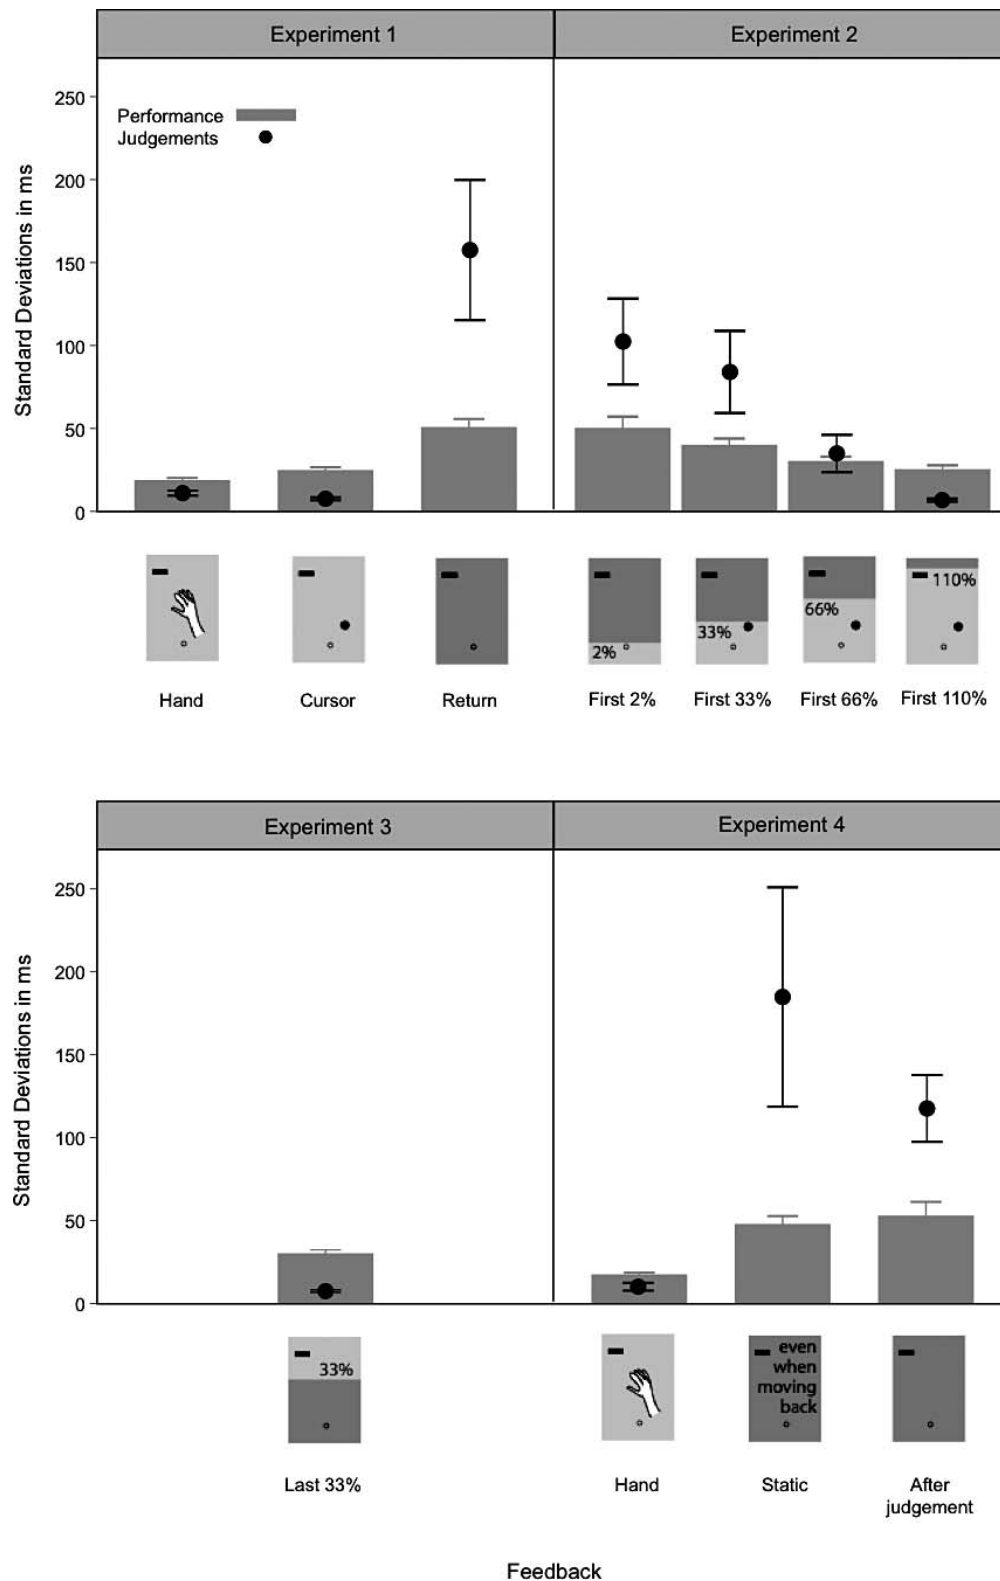 Experiment 1
Experiment 2
250
200
150
100
50
0
Standard Deviations in ms
Performance
Judgements
2%
33%
66%
110%
Hand
Cursor
Return
First 2%
First 33%
First 66%
First 110%
Experiment 3
Experiment 4
250
200
150
100
50
0
Standard Deviations in ms
33%
even
when
moving
back
Last 33%
Hand
Static
After
judgement
Feedback